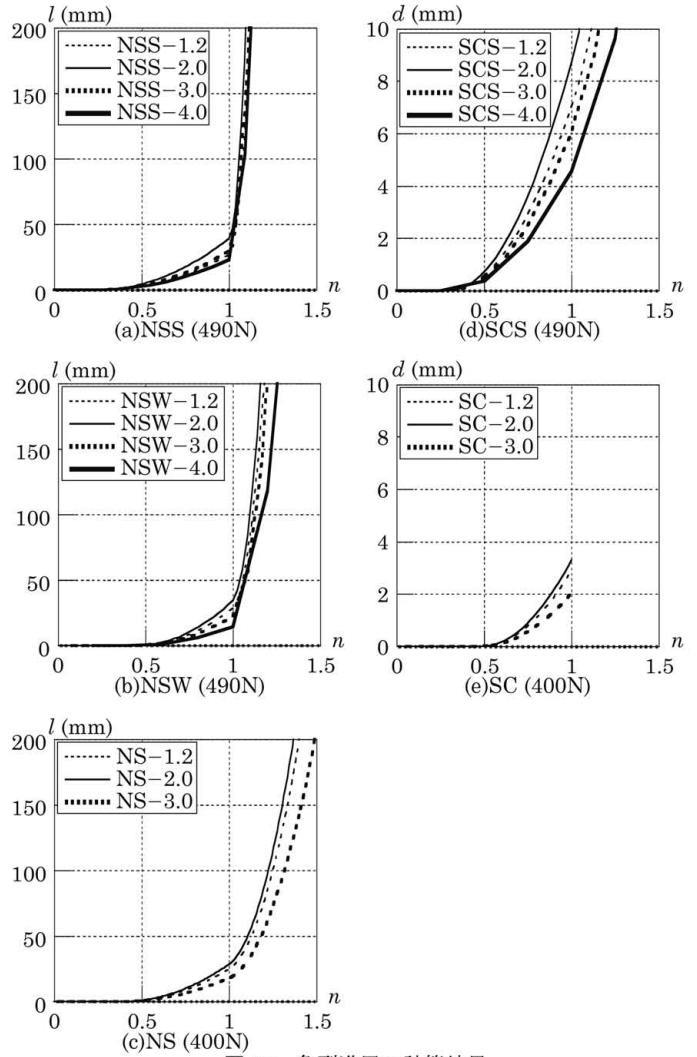 l (mm)
200
150
100
50
0
NSS−1.2
NSS−2.0
NSS−3.0
NSS−4.0
0
0.5
1
1.5
n
(a)NSS (490N)
d (mm)
10
8
6
4
2
0
SCS−1.2
SCS−2.0
SCS−3.0
SCS−4.0
0
0.5
1
1.5
n
(d)SCS (490N)
l (mm)
200
150
100
50
0
NSW−1.2
NSW−2.0
NSW−3.0
NSW−4.0
0
0.5
1
1.5
n
(b)NSW (490N)
d (mm)
10
8
6
4
2
0
SC−1.2
SC−2.0
SC−3.0
0
0.5
1
1.5
n
(e)SC (400N)
l (mm)
200
150
100
50
0
NS−1.2
NS−2.0
NS−3.0
0
0.5
1
1.5
n
(c)NS (400N)